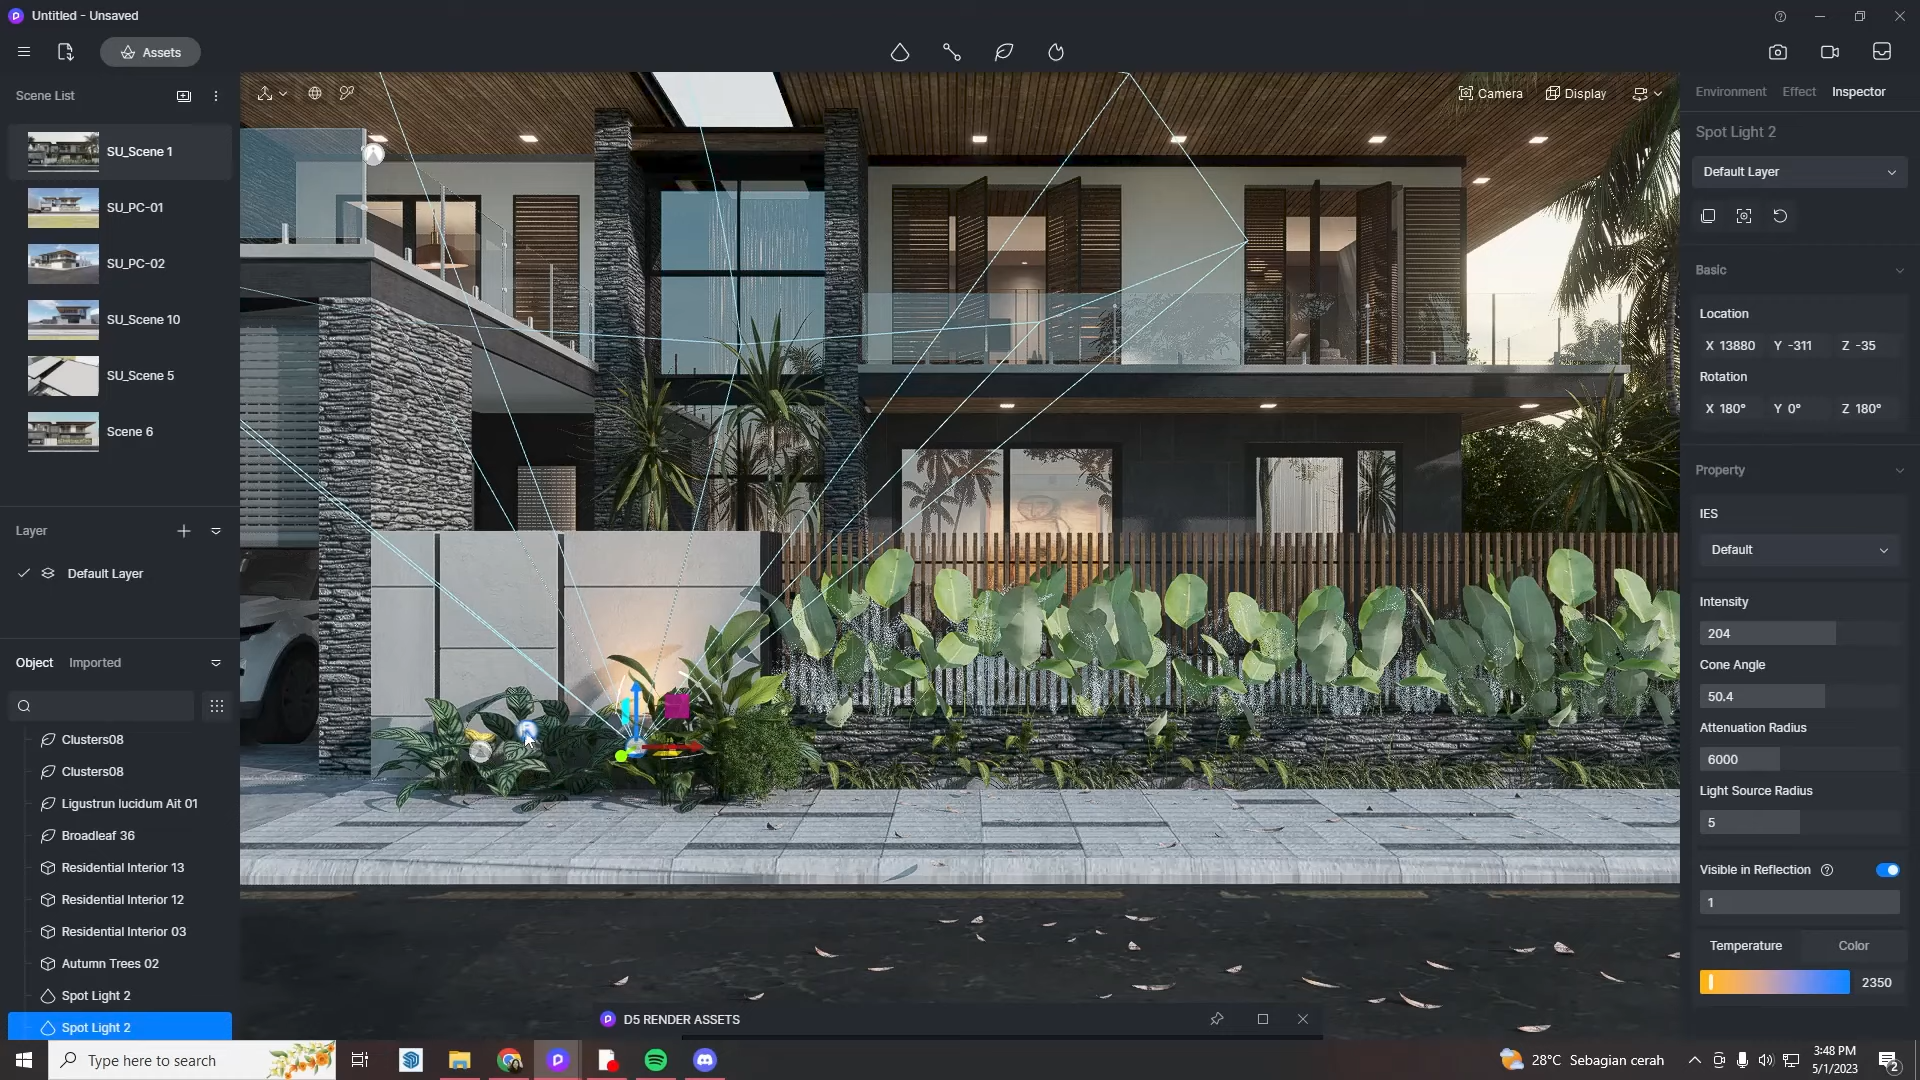 Untitled - Unsaved
Assets
Scene List
SU_Scene 1
SU_PC-01
SU_PC-02
SU_Scene 10
SU_Scene 5
Scene 6
Layer
Default Layer
Object Imported
Clusters08
Clusters08
Ligustrun lucidum Ait 01
Broadleaf 36
Residential Interior 13
Residential Interior 12
Residential Interior 03
Autumn Trees 02
Spot Light 2
Spot Light 2
Camera Display
D5 RENDER ASSETS
Environment Effect Inspector
Spot Light 2
Default Layer
Basic
Location
X 13880 Y -311 Z -35
Rotation
X 180° Y 0° Z 180°
Property
IES
Default
Intensity
204
Cone Angle
50.4
Attenuation Radius
6000
Light Source Radius
5
Visible in Reflection
1
Temperature Color
2350
Type here to search
28°C Sebagian cerah
3:48 PM
5/1/2023
2